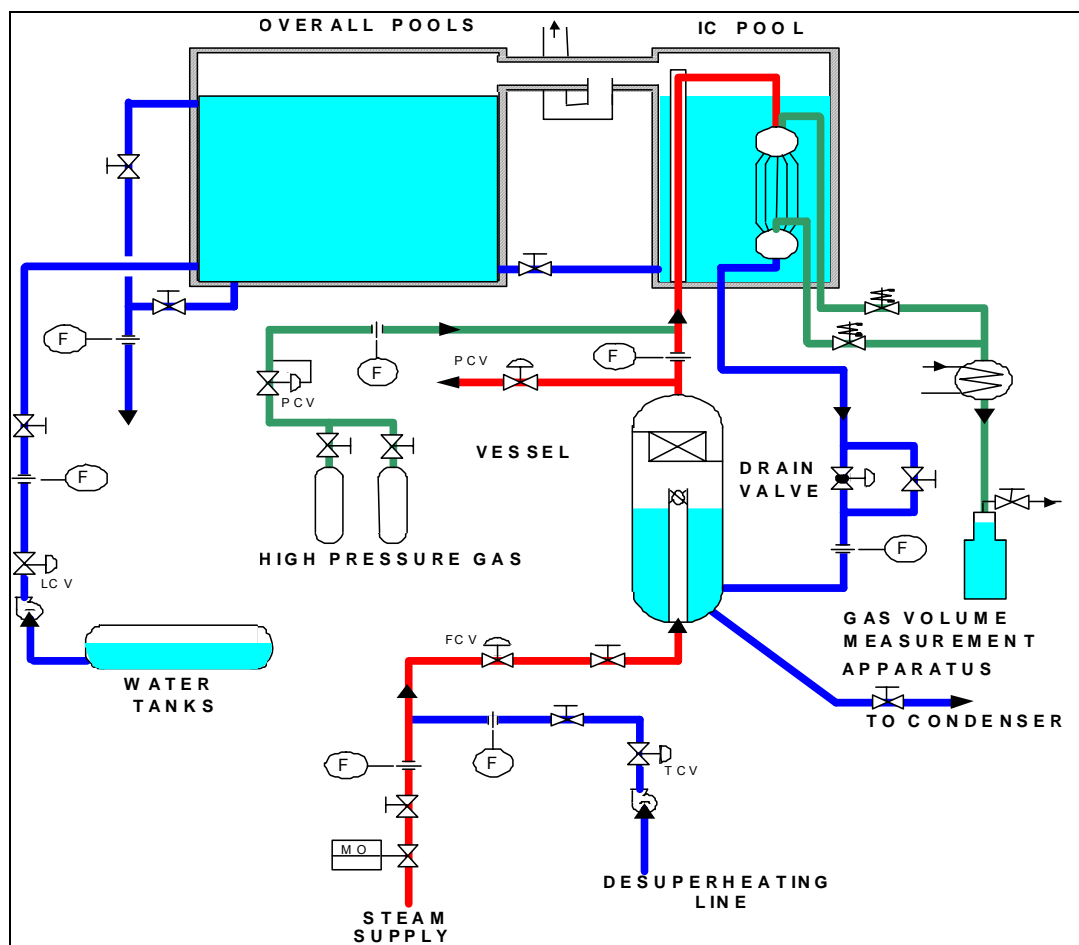 OVERALL POOLS
IC POOL
F
F
PCV
F
PCV
VESSEL
DRAIN
VALVE
F
F
HIGH PRESSURE GAS
LCV
GAS VOLUME
MEASUREMENT
APPARATUS
WATER
TANKS
FCV
TO CONDENSER
F
F
TCV
MO
DESUPERHEATING
LINE
STEAM
SUPPLY